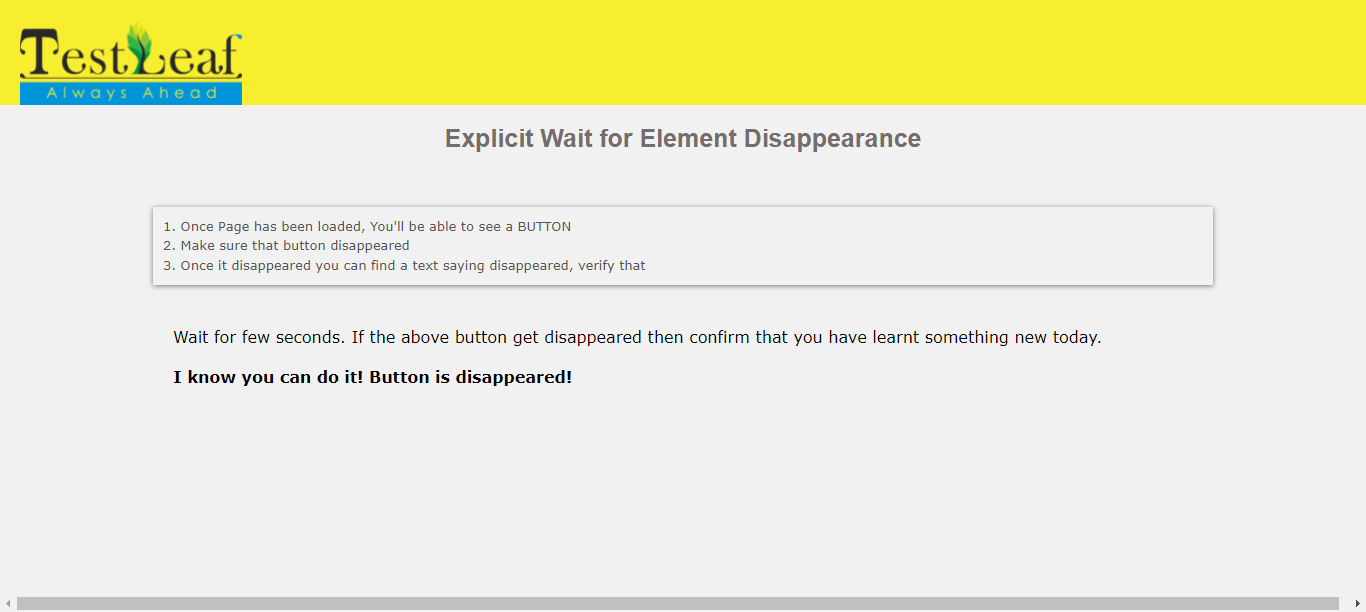 TestLeaf
Always Ahead
Explicit Wait for Element Disappearance
1. Once Page has been loaded, You'll be able to see a BUTTON
2. Make sure that button disappeared
3. Once it disappeared you can find a text saying disappeared, verify that
Wait for few seconds. If the above button get disappeared then confirm that you have learnt something new today.
I know you can do it! Button is disappeared!